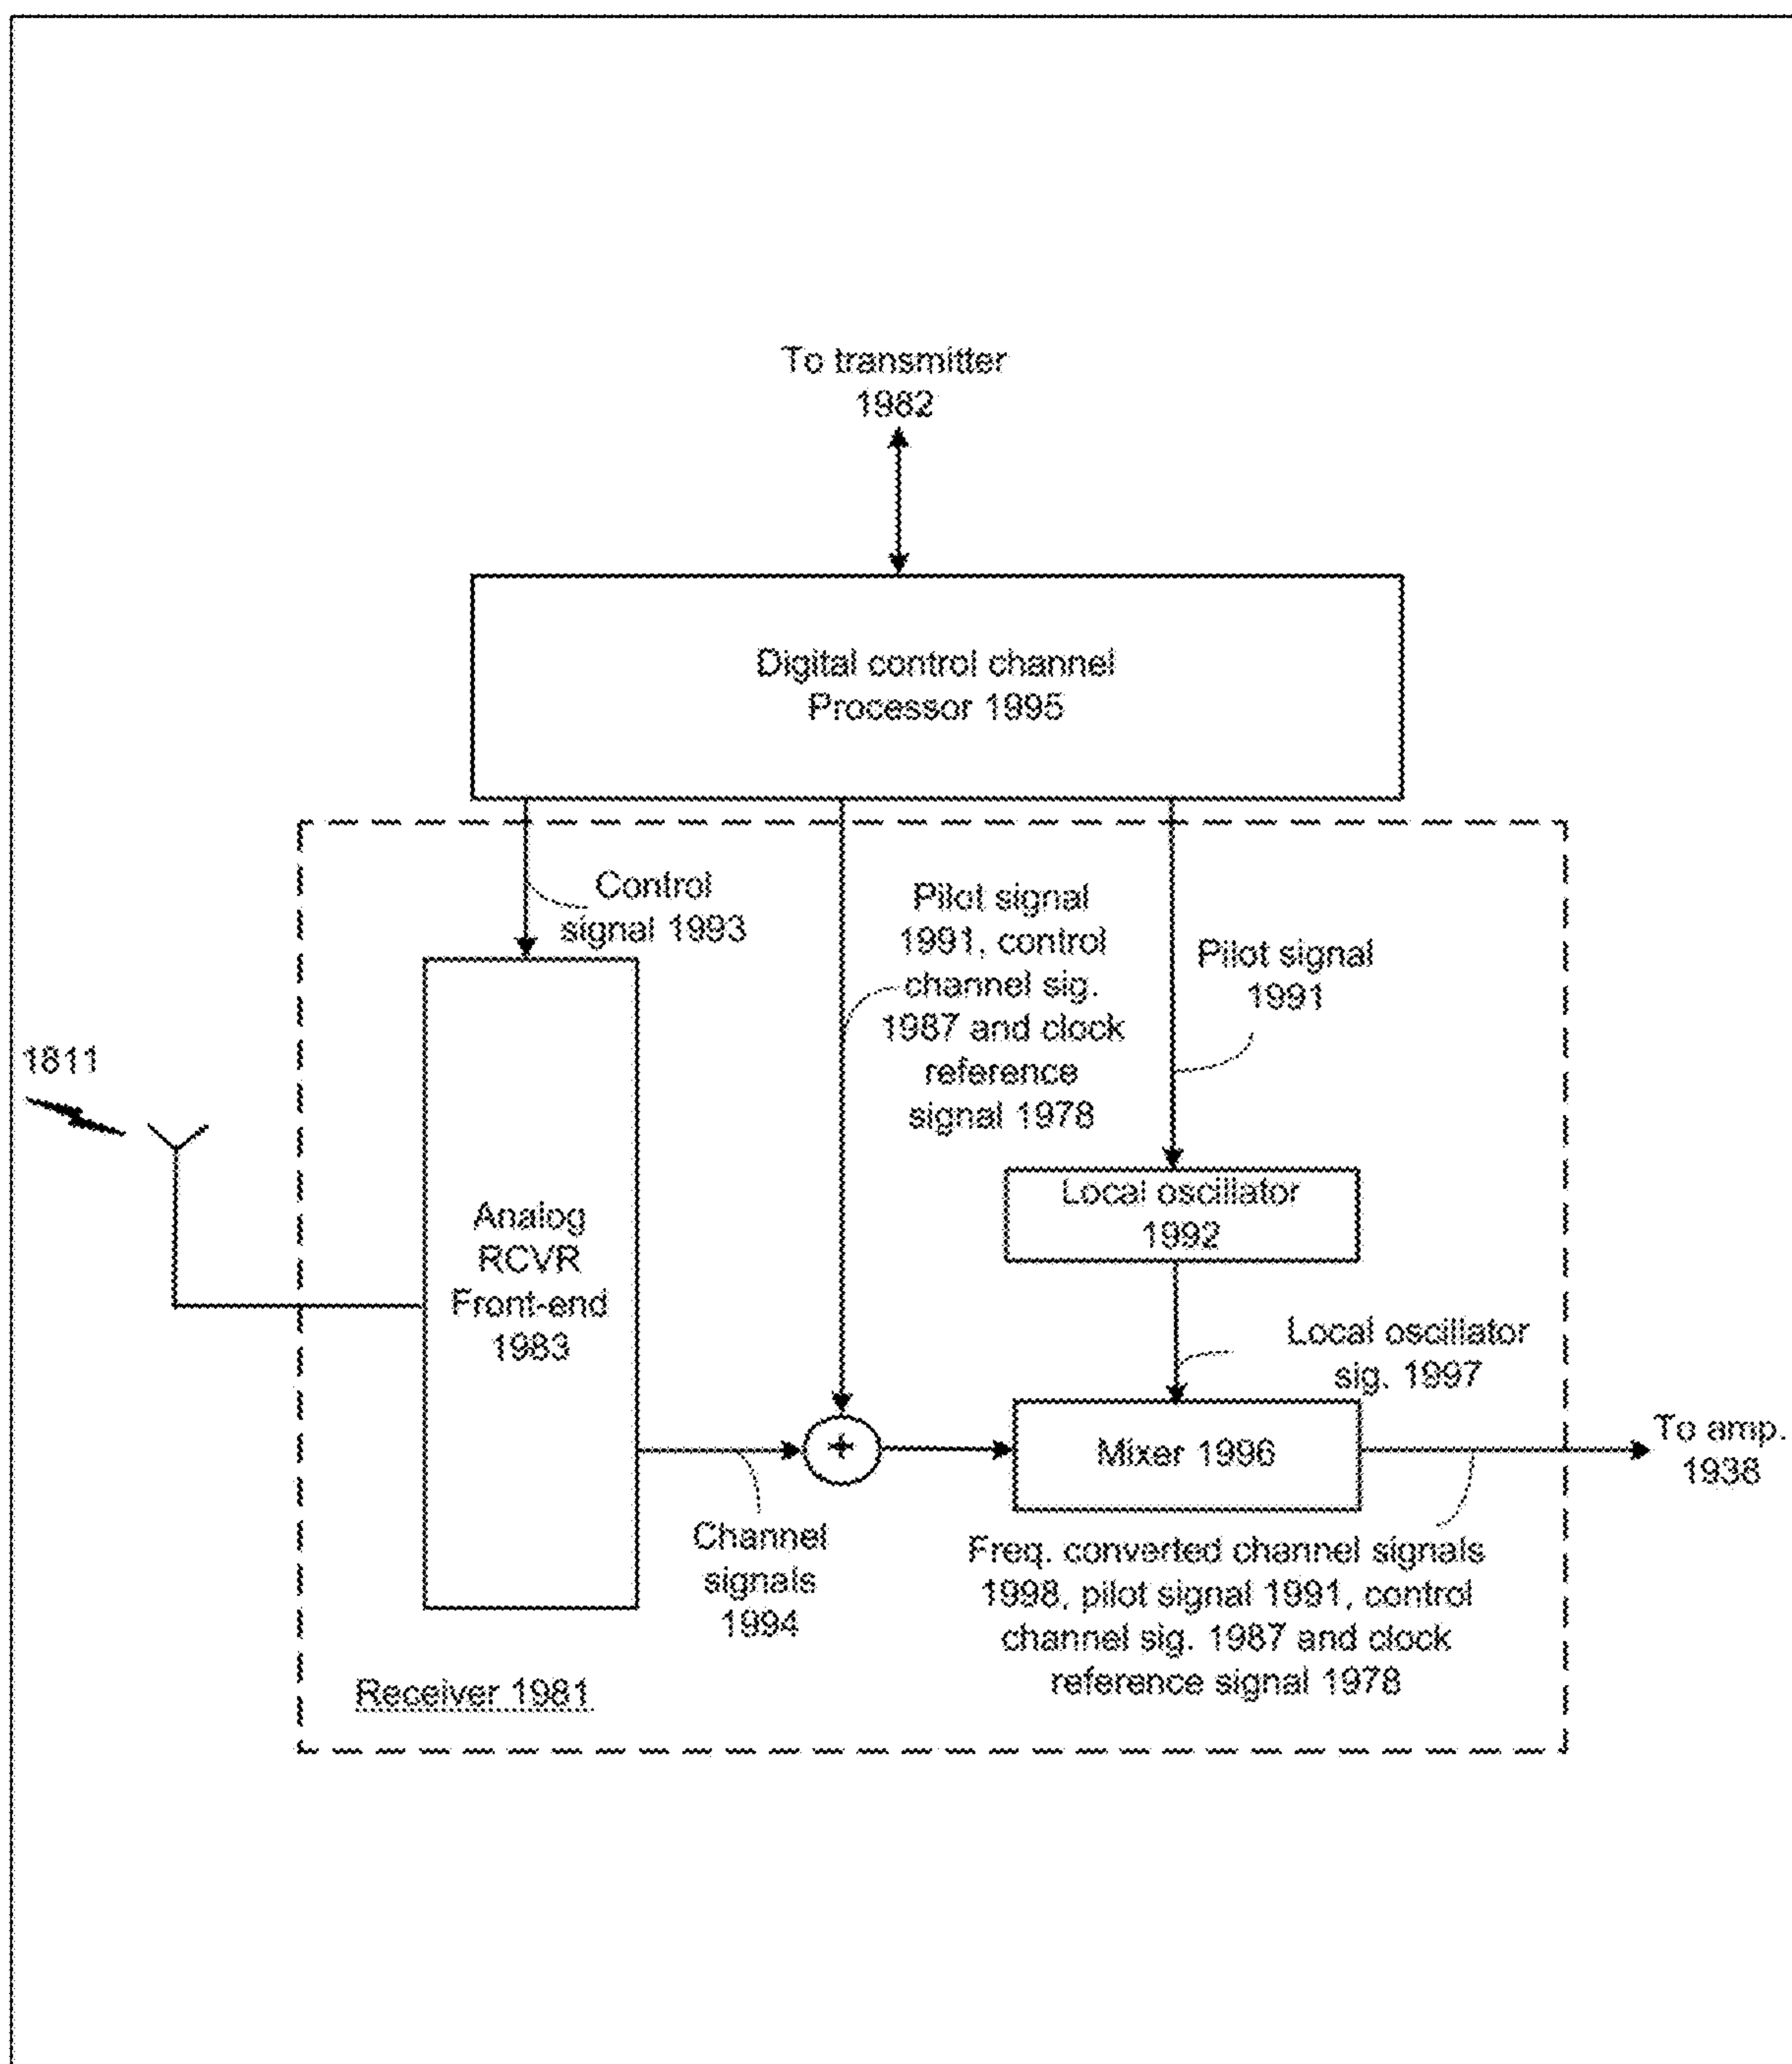 To transmitter
1982
Digital control channel
Processor 1995
Control
signal 1993
Pilot signal
1991, control
channel sig.
1987 and clock
reference
signal 1978
Pilot signal
1991
1811
Analog
RCVR
Front-end
1983
Local oscillator
1992
Local oscillator
sig. 1997
+
Mixer 1996
To amp.
1938
Channel
signals
1994
Freq. converted channel signals
1998, pilot signal 1991, control
channel sig. 1987 and clock
reference signal 1978
Receiver 1981